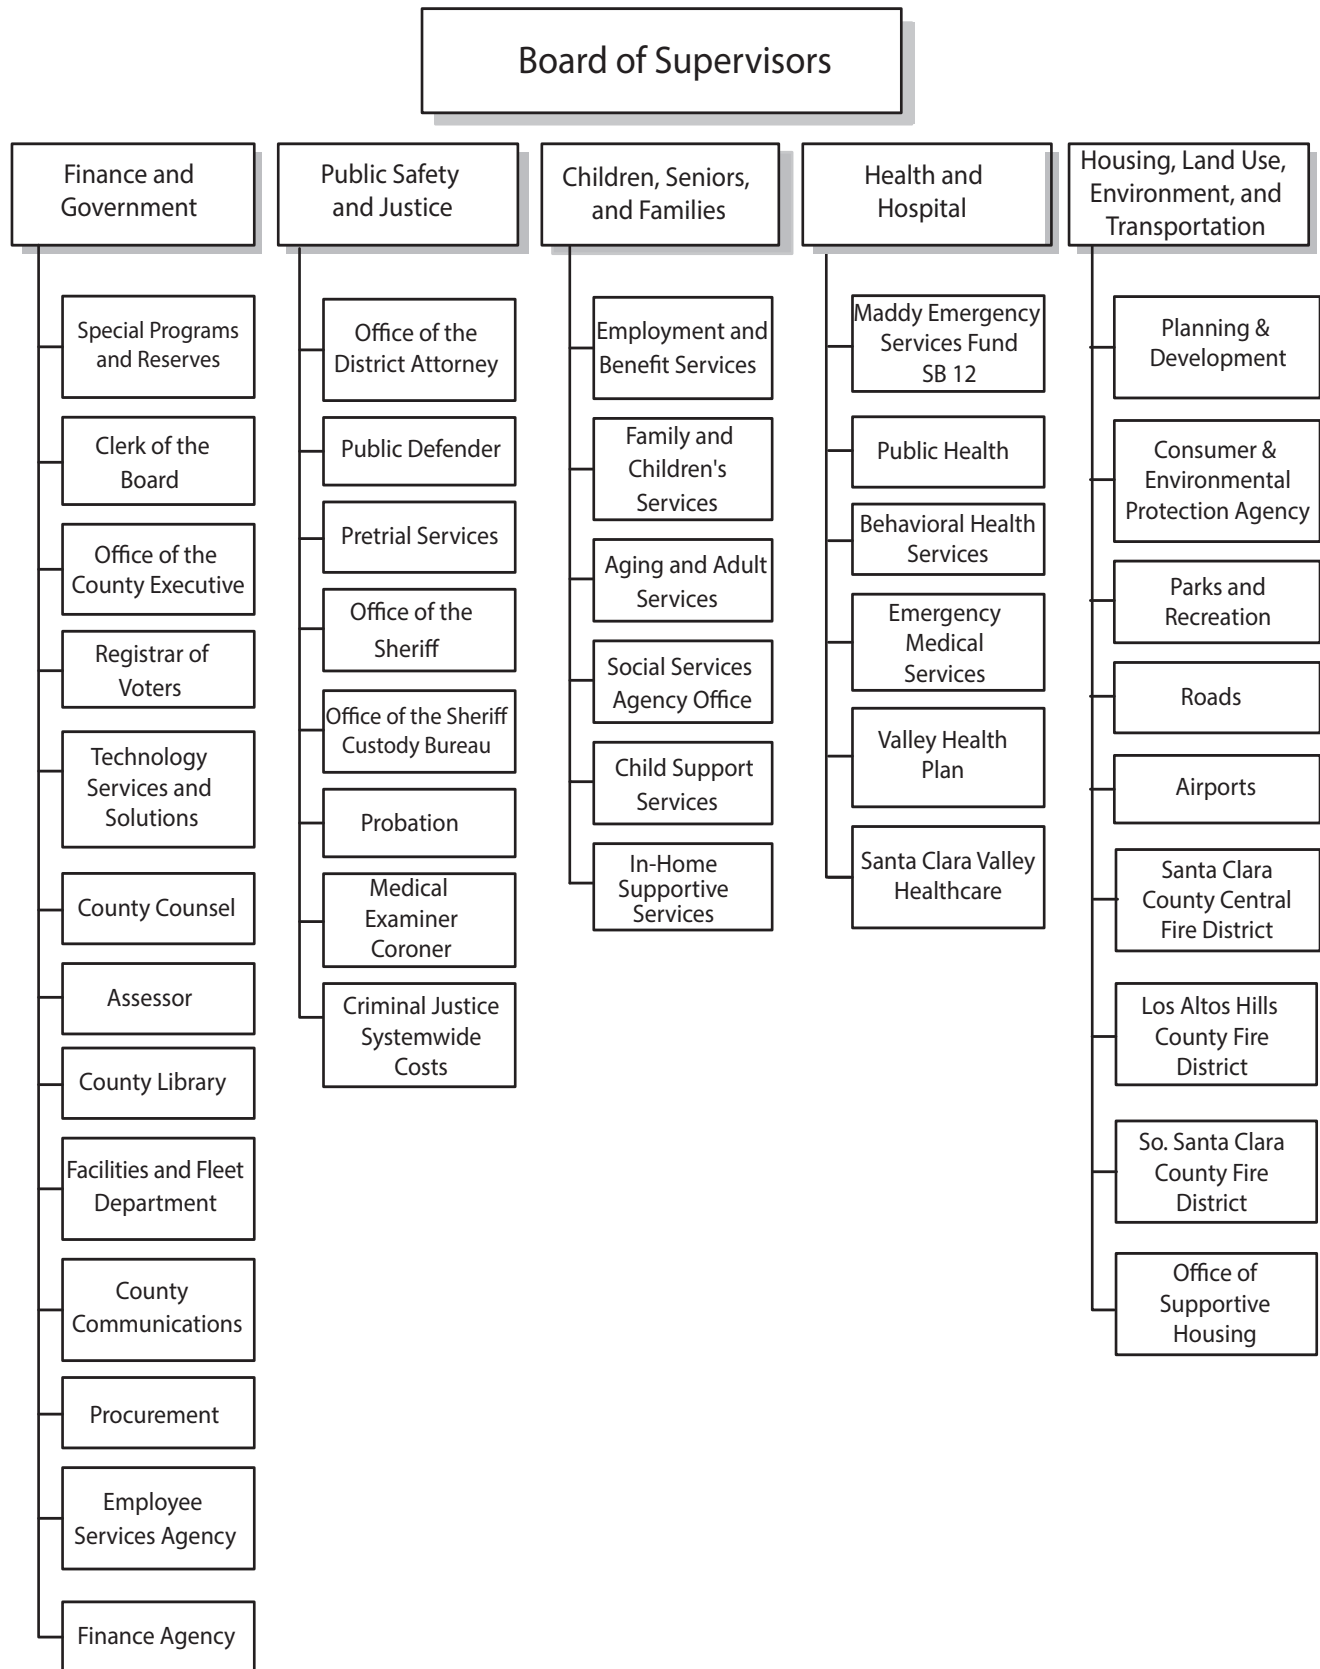 Board of Supervisors
Finance and
Government
Special Programs
and Reserves
Clerk of the
Board
Office of the
County Executive
Registrar of
Voters
Technology
Services and
Solutions
County Counsel
Assessor
County Library
Facilities and Fleet
Department
County
Communications
Procurement
Employee
Services Agency
Finance Agency
Public Safety
and Justice
Office of the
District Attorney
Public Defender
Pretrial Services
Office of the
Sheriff
Office of the Sheriff
Custody Bureau
Probation
Medical
Examiner
Coroner
Criminal Justice
Systemwide
Costs
Children, Seniors,
and Families
Employment and
Benefit Services
Family and
Children's
Services
Aging and Adult
Services
Social Services
Agency Office
Child Support
Services
In-Home
Supportive
Services
Health and
Hospital
Maddy Emergency
Services Fund
SB 12
Public Health
Behavioral Health
Services
Emergency
Medical
Services
Valley Health
Plan
Santa Clara Valley
Healthcare
Housing, Land Use,
Environment, and
Transportation
Planning &
Development
Consumer &
Environmental
Protection Agency
Parks and
Recreation
Roads
Airports
Santa Clara
County Central
Fire District
Los Altos Hills
County Fire
District
So. Santa Clara
County Fire
District
Office of
Supportive
Housing